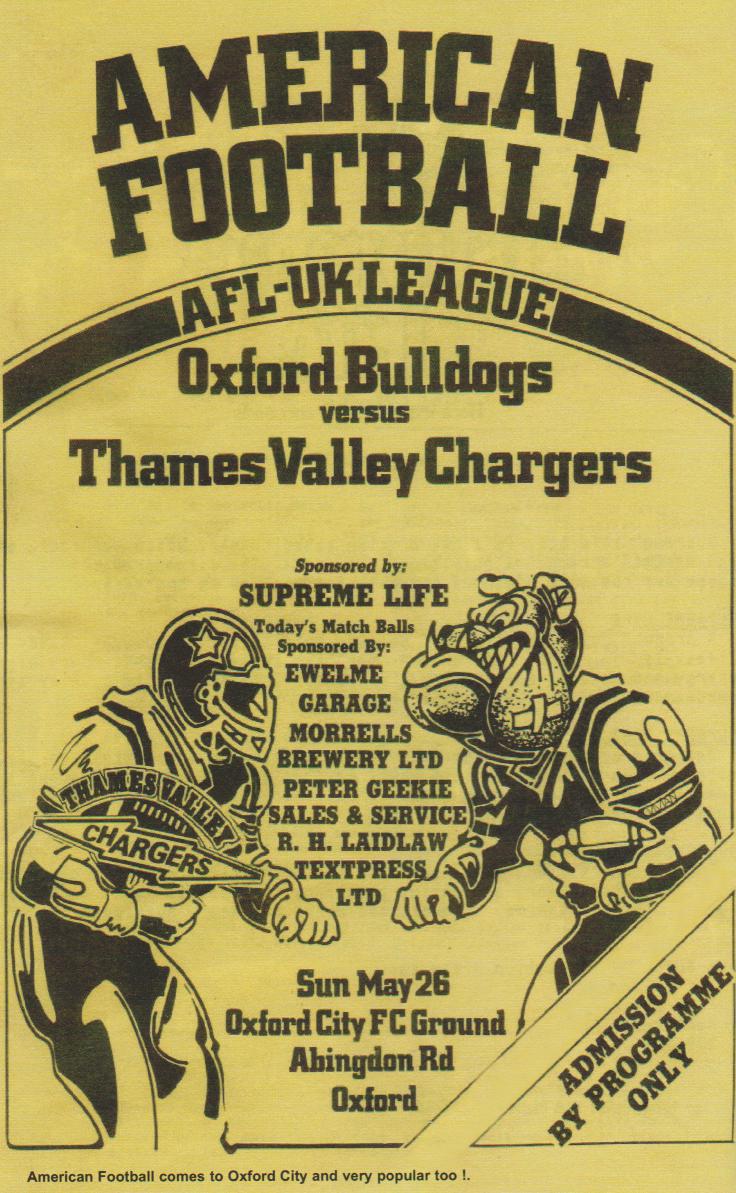 AMERICAN
FOOTBALL
AFL-UK LEAGUE
Oxford Bulldogs
versus
Thames Valley Chargers
Sponsored by:
SUPREME LIFE
Today's Match Balls
Sponsored By:
EWELME
GARAGE
MORRELLS
BREWERY LTD
PETER GEEKIE
SALES & SERVICE
R. H. LAIDLAW
TEXTPRESS
LTD
THAMES VALLEY
CHARGERS
Sun May 26
Oxford City FC Ground
Abingdon Rd
Oxford
ADMISSION
BY PROGRAMME
ONLY
American Football comes to Oxford City and very popular too !.